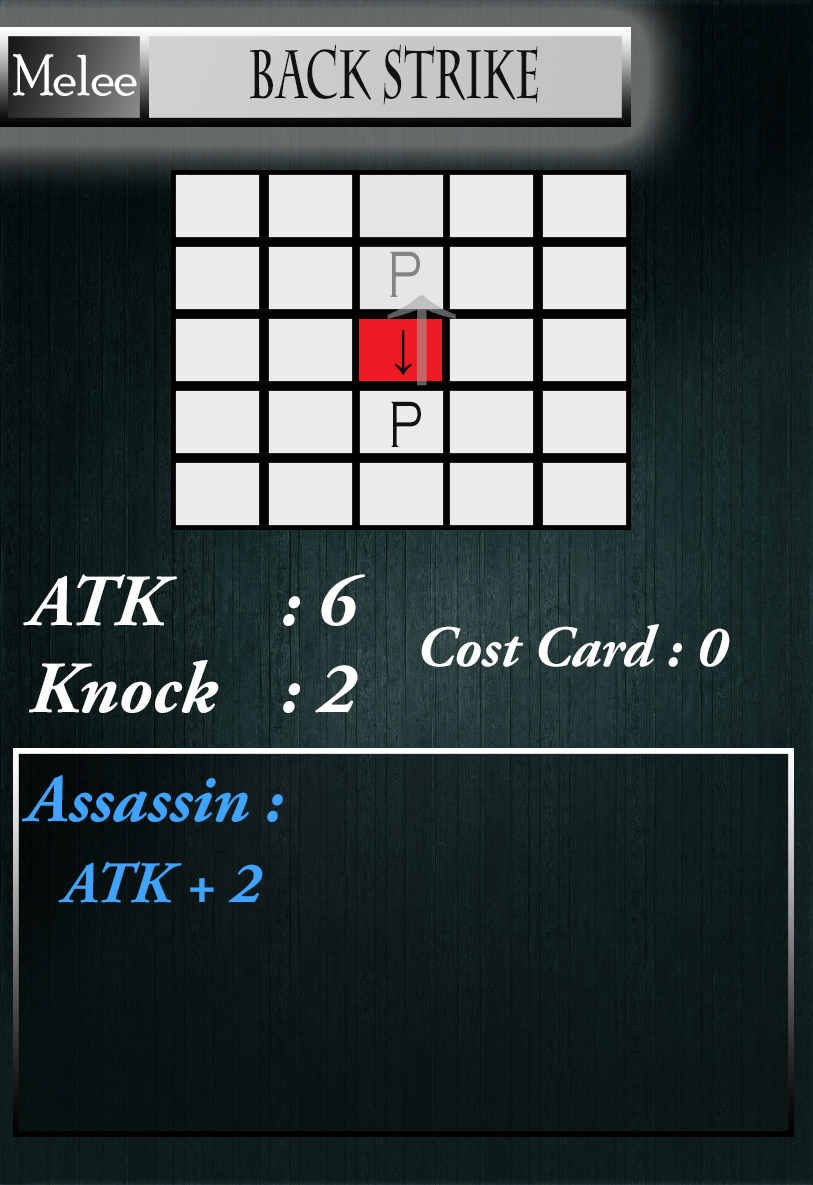 Melee
BACK STRIKE
P
↓
P
ATK : 6
Knock : 2
Cost Card : 0
Assassin :
ATK + 2